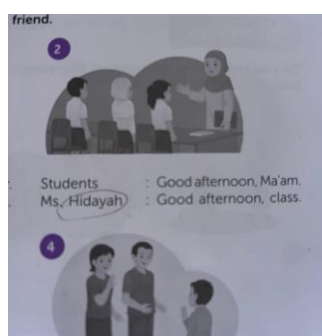 friend.
2
Students : Good afternoon, Ma'am.
Ms. Hidayah : Good afternoon, class.
4